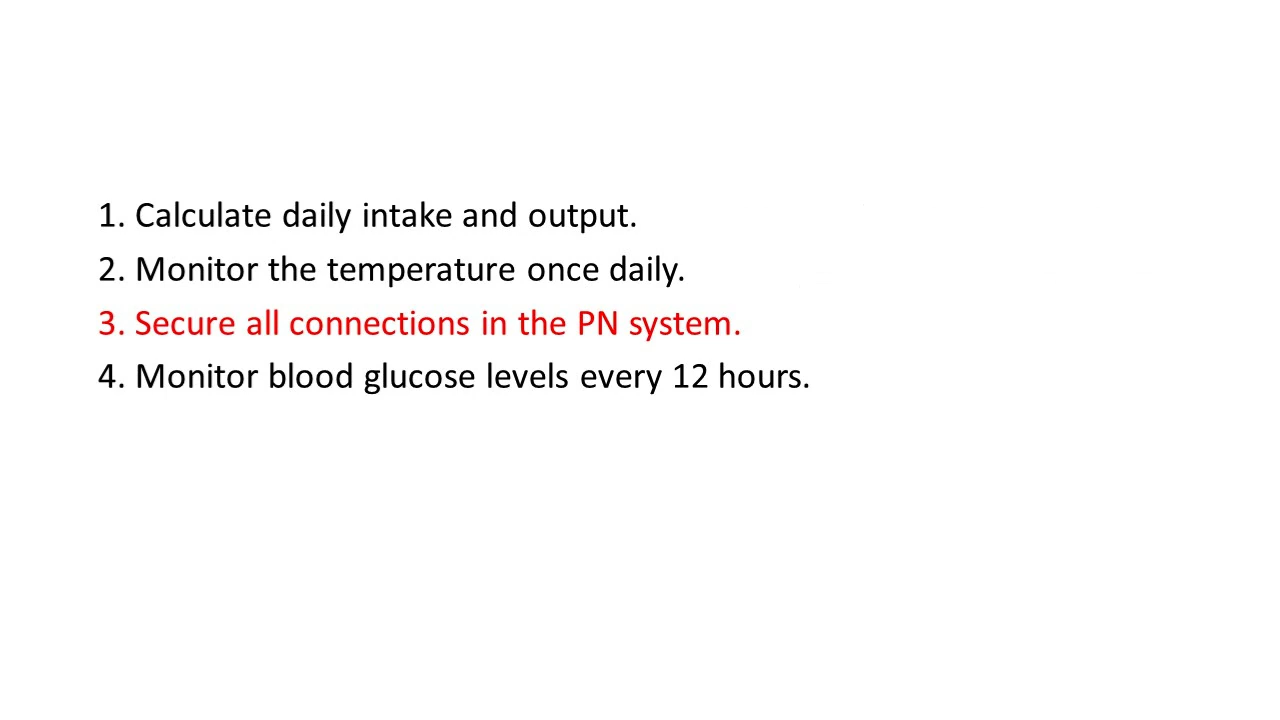 1. Calculate daily intake and output.
2. Monitor the temperature once daily.
3. Secure all connections in the PN system.
4. Monitor blood glucose levels every 12 hours.